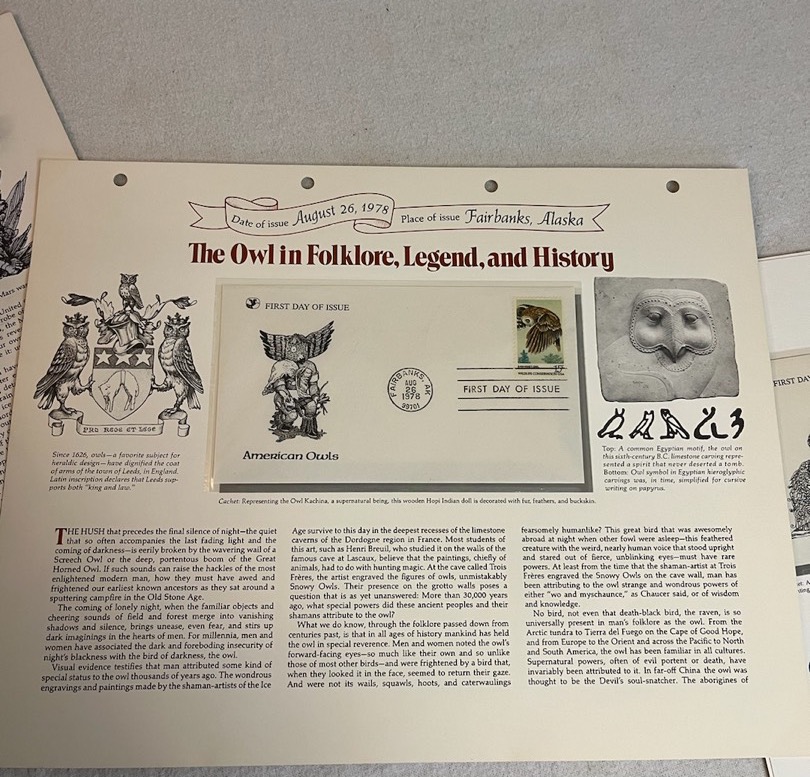 Date of issue August 26, 1978 Place of issue Fairbanks, Alaska
The Owl in Folklore, Legend, and History
FIRST DAY OF ISSUE
FAIRBANKS, AK
AUG
26
1978
99701
FIRST DAY OF ISSUE
American Owls
PRO REGE ET LEGE
Since 1626, owls—a favorite subject for
heraldic design—have dignified the coat
of arms of the town of Leeds, in England.
Latin inscription declares that Leeds sup-
ports both "king and law."
Top: A common Egyptian motif, the owl on
this sixth-century B.C. limestone carving repre-
sented a spirit that never deserted a tomb.
Bottom: Owl symbol in Egyptian hieroglyphic
carvings was, in time, simplified for cursive
writing on papyrus.
Cachet: Representing the Owl Kachina, a supernatural being, this wooden Hopi Indian doll is decorated with fur, feathers, and buckskin.
THE HUSH that precedes the final silence of night—the quiet
that so often accompanies the last fading light and the
coming of darkness—is eerily broken by the wavering wail of a
Screech Owl or the deep, portentous boom of the Great
Horned Owl. If such sounds can raise the hackles of the most
enlightened modern man, how they must have awed and
frightened our earliest known ancestors as they sat around a
sputtering campfire in the Old Stone Age.
The coming of lonely night, when the familiar objects and
cheering sounds of field and forest merge into vanishing
shadows and silence, brings unease, even fear, and stirs up
dark imaginings in the hearts of men. For millennia, men and
women have associated the dark and foreboding insecurity of
night's blackness with the bird of darkness, the owl.
Visual evidence testifies that man attributed some kind of
special status to the owl thousands of years ago. The wondrous
engravings and paintings made by the shaman-artists of the Ice
Age survive to this day in the deepest recesses of the limestone
caverns of the Dordogne region in France. Most students of
this art, such as Henri Breuil, who studied it on the walls of the
famous cave at Lascaux, believe that the paintings, chiefly of
animals, had to do with hunting magic. At the cave called Trois
Frères, the artist engraved the figures of owls, unmistakably
Snowy Owls. Their presence on the grotto walls poses a
question that is as yet unanswered: More than 30,000 years
ago, what special powers did these ancient peoples and their
shamans attribute to the owl?
What we do know, through the folklore passed down from
centuries past, is that in all ages of history mankind has held
the owl in special reverence. Men and women noted the owl's
forward-facing eyes—so much like their own and so unlike
those of most other birds—and were frightened by a bird that,
when they looked it in the face, seemed to return their gaze.
And were not its wails, squawls, hoots, and caterwaulings
fearsomely humanlike? This great bird that was awesomely
abroad at night when other fowl were asleep—this feathered
creature with the weird, nearly human voice that stood upright
and stared out of fierce, unblinking eyes—must have rare
powers. At least from the time that the shaman-artist at Trois
Frères engraved the Snowy Owls on the cave wall, man has
been attributing to the owl strange and wondrous powers of
either "wo and myschaunce," as Chaucer said, or of wisdom
and knowledge.
No bird, not even that death-black bird, the raven, is so
universally present in man's folklore as the owl. From the
Arctic tundra to Tierra del Fuego on the Cape of Good Hope,
and from Europe to the Orient and across the Pacific to North
and South America, the owl has been familiar in all cultures.
Supernatural powers, often of evil portent or death, have
invariably been attributed to it. In far-off China the owl was
thought to be the Devil's soul-snatcher. The aborigines of
Mars was
United
FIRST DAY